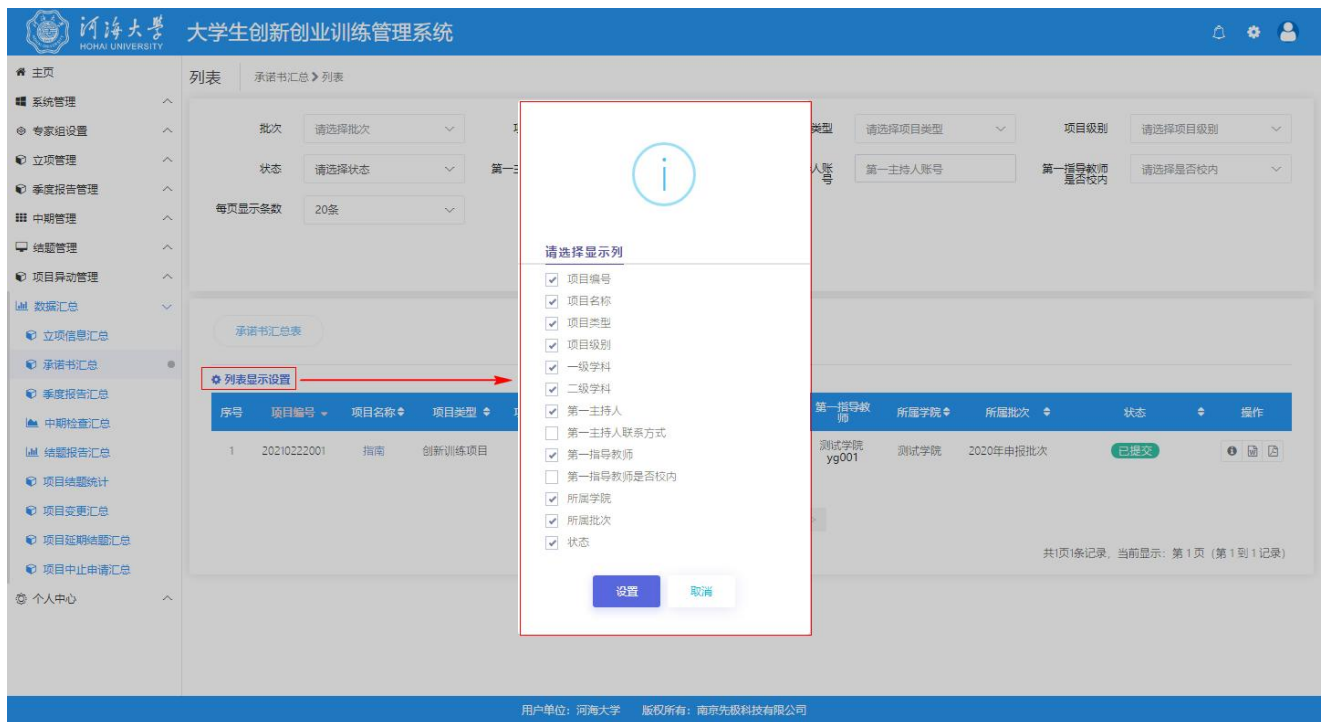 河海大学
HOHAI UNIVERSITY
大学生创新创业训练管理系统
主页
系统管理
专家组设置
立项管理
季度报告管理
中期管理
结题管理
项目异动管理
数据汇总
立项信息汇总
承诺书汇总
季度报告汇总
中期检查汇总
结题报告汇总
项目结题统计
项目变更汇总
项目延期结题汇总
项目中止申请汇总
个人中心
列表 承诺书汇总 列表
批次 请选择批次 类型 请选择项目类型 项目级别 请选择项目级别
状态 请选择状态 第一 人账号 第一主持人账号 第一指导教师是否校内 请选择是否校内
每页显示条数 20条
承诺书汇总表
列表显示设置
序号 项目编号 项目名称 项目类型 第一指导教师 所属学院 所属批次 状态 操作
1 20210222001 指南 创新训练项目 测试学院 yg001 测试学院 2020年申报批次 已提交
共1页1条记录, 当前显示: 第1页 (第1到1记录)
请选择显示列
项目编号
项目名称
项目类型
项目级别
一级学科
二级学科
第一主持人
第一主持人联系方式
第一指导教师
第一指导教师是否校内
所属学院
所属批次
状态
设置 取消
用户单位: 河海大学 版权所有: 南京先极科技有限公司